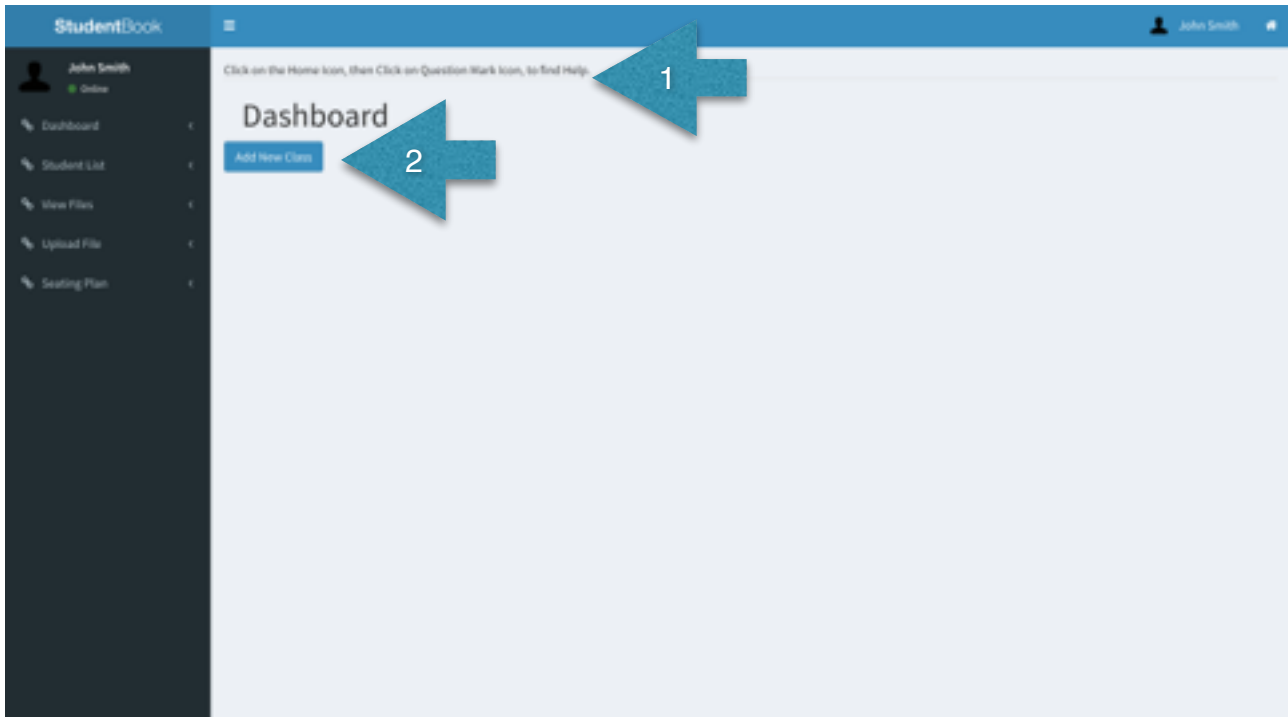 StudentBook
John Smith
John Smith
Online
Click on the Home Icon, then Click on Question Mark Icon, to find Help.
1
Dashboard
Add New Class
2
Dashboard
Student List
View Files
Upload File
Seating Plan